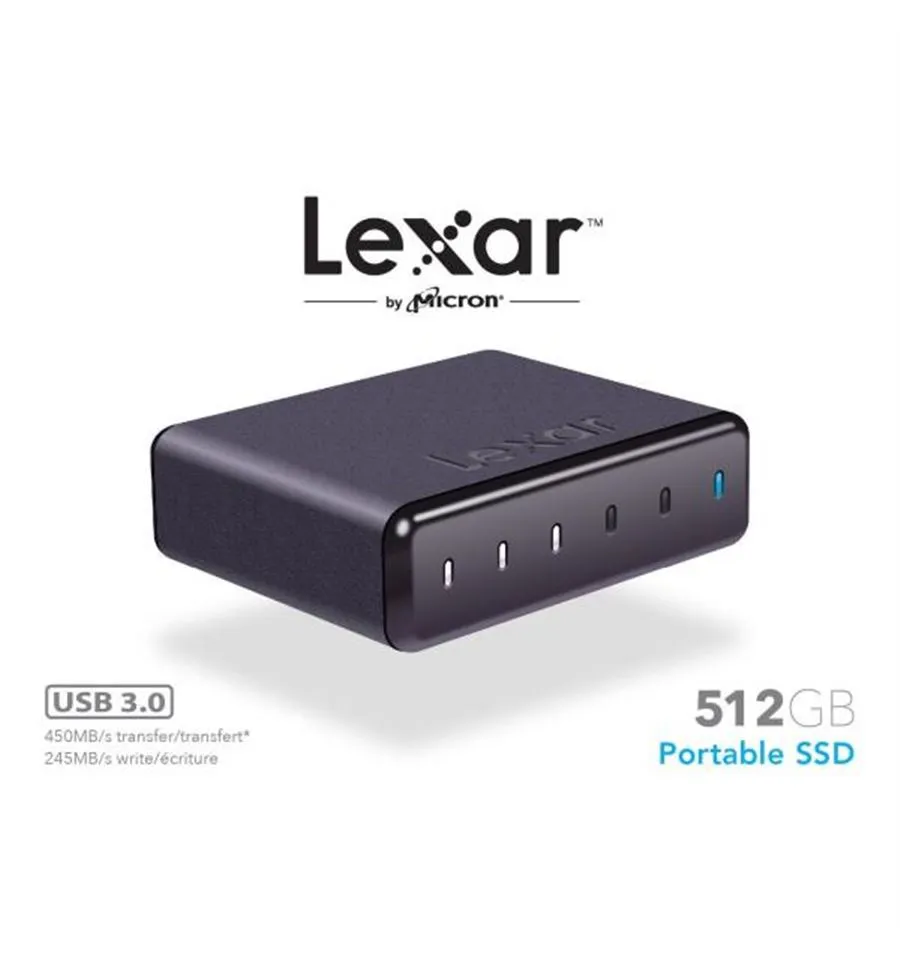 Lexar™
by Micron®
Lexar
USB 3.0
450MB/s transfer/transfert*
245MB/s write/écriture
512GB
Portable SSD